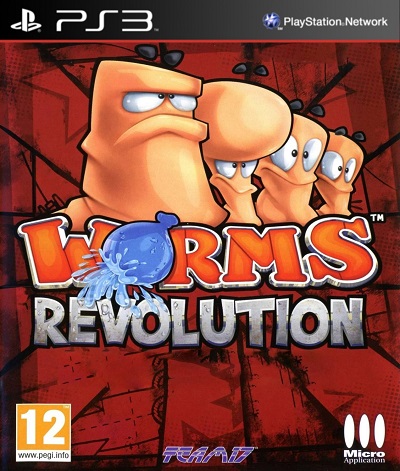 PS3
PlayStation®Network
WORMS™
REVOLUTION
12
www.pegi.info
TEAM17
Micro
Application®